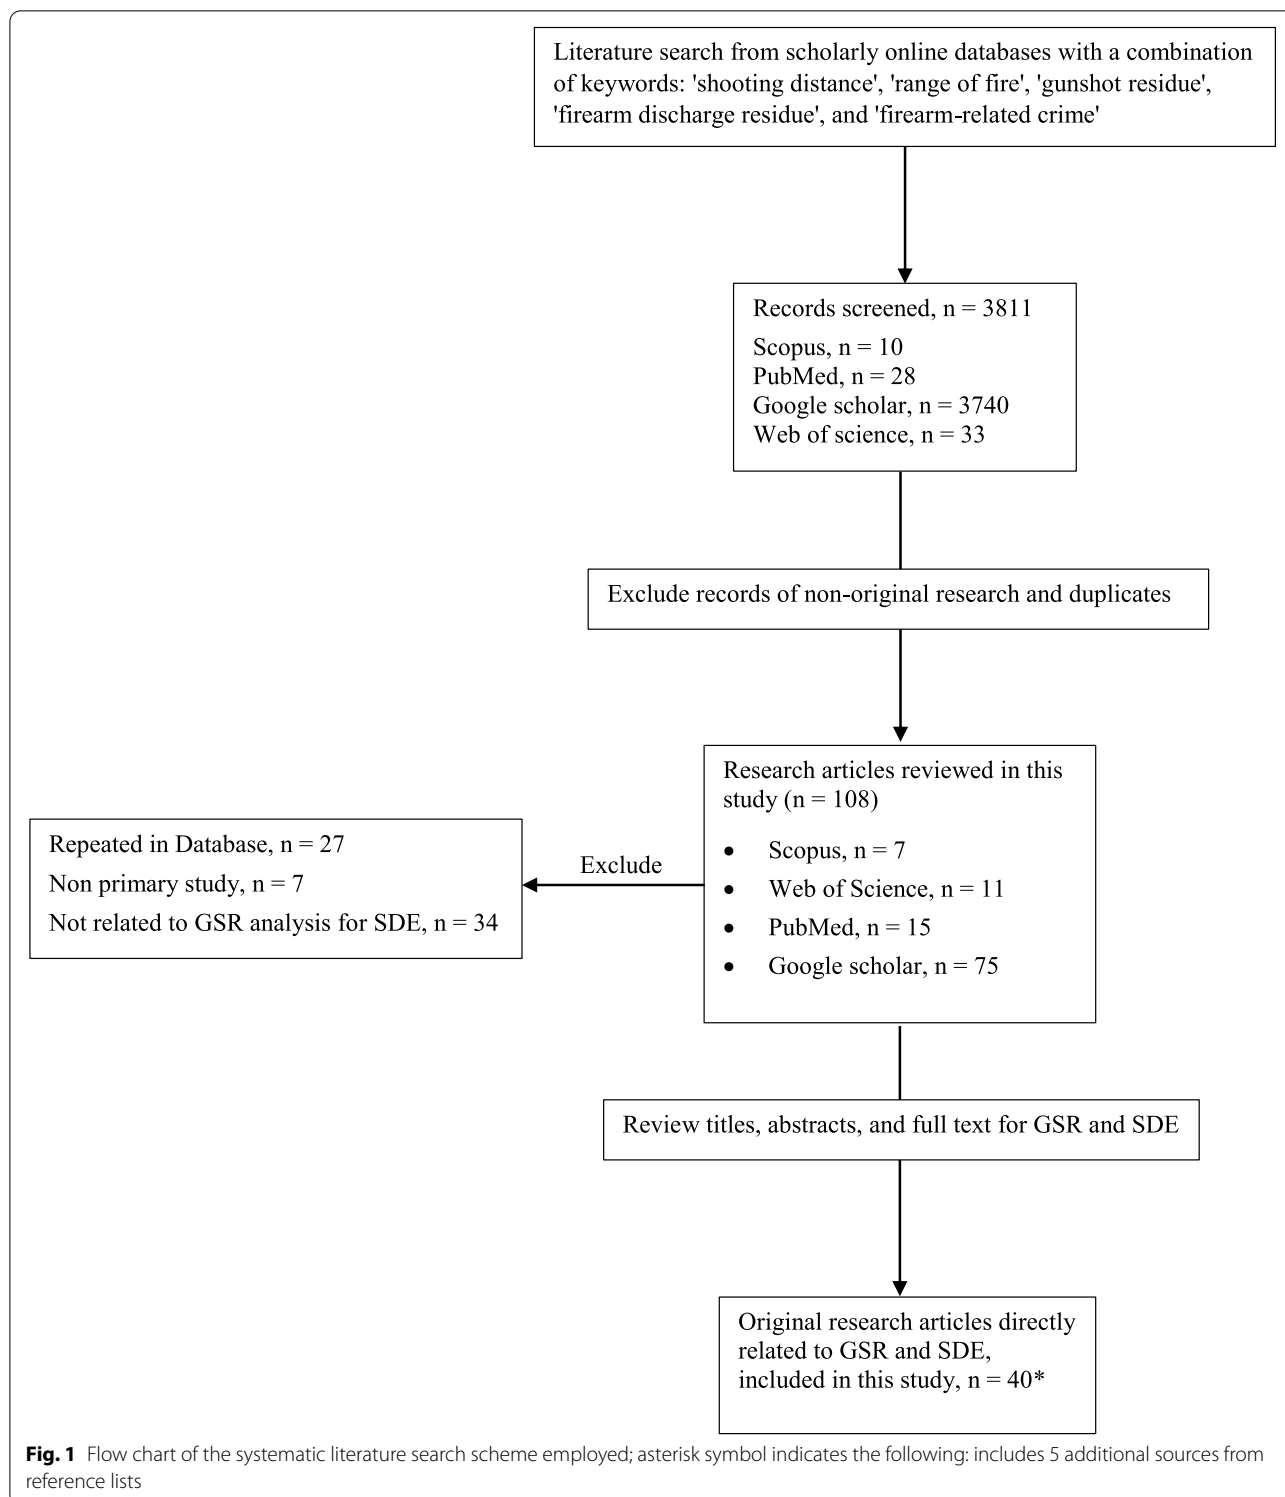 Literature search from scholarly online databases with a combination
of keywords: 'shooting distance', 'range of fire', 'gunshot residue',
'firearm discharge residue', and 'firearm-related crime'
Records screened, n = 3811
Scopus, n = 10
PubMed, n = 28
Google scholar, n = 3740
Web of science, n = 33
Exclude records of non-original research and duplicates
Research articles reviewed in this
study (n = 108)
• Scopus, n = 7
• Web of Science, n = 11
• PubMed, n = 15
• Google scholar, n = 75
Exclude
Repeated in Database, n = 27
Non primary study, n = 7
Not related to GSR analysis for SDE, n = 34
Review titles, abstracts, and full text for GSR and SDE
Original research articles directly
related to GSR and SDE,
included in this study, n = 40*
Fig. 1 Flow chart of the systematic literature search scheme employed; asterisk symbol indicates the following: includes 5 additional sources from
reference lists